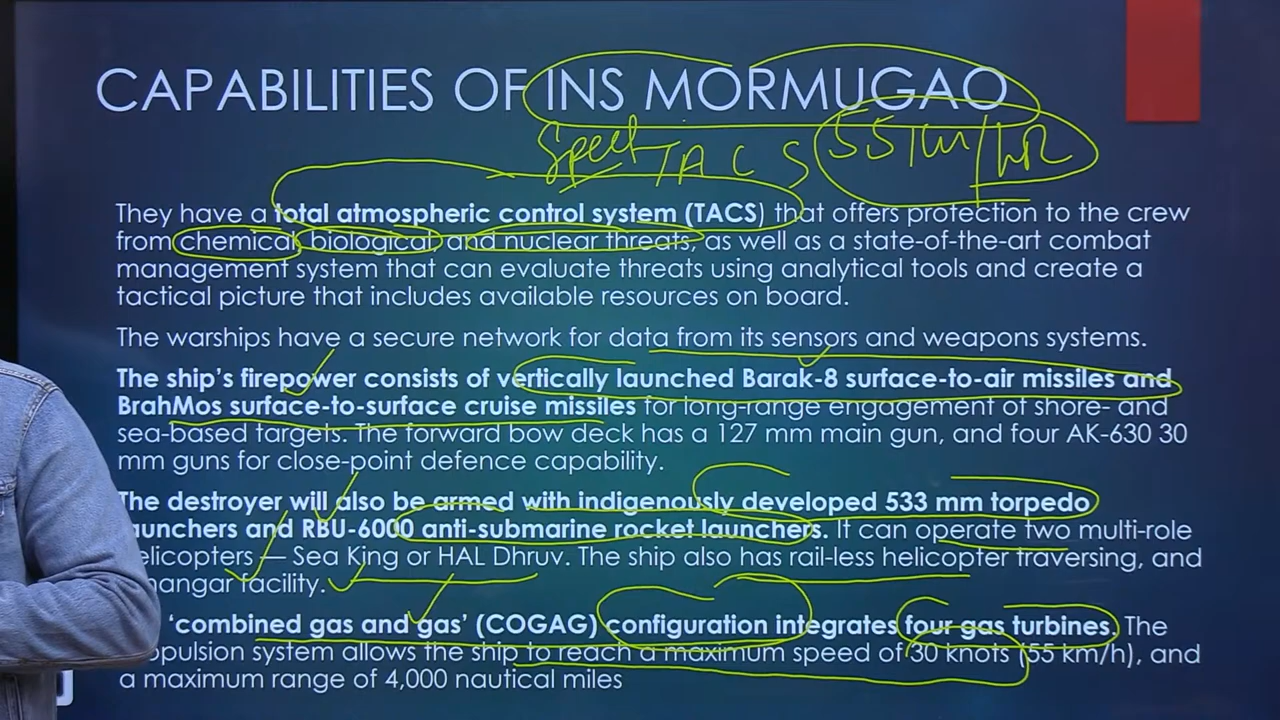 CAPABILITIES OF INS MORMUGAO
Speed TACS 55 km/hr
They have a total atmospheric control system (TACS) that offers protection to the crew
from chemical, biological, and nuclear threats, as well as a state-of-the-art combat
management system that can evaluate threats using analytical tools and create a
tactical picture that includes available resources on board.
The warships have a secure network for data from its sensors and weapons systems.
The ship's firepower consists of vertically launched Barak-8 surface-to-air missiles and
BrahMos surface-to-surface cruise missiles for long-range engagement of shore- and
sea-based targets. The forward bow deck has a 127 mm main gun, and four AK-630 30
mm guns for close-point defence capability.
The destroyer will also be armed with indigenously developed 533 mm torpedo
launchers and RBU-6000 anti-submarine rocket launchers. It can operate two multi-role
helicopters — Sea King or HAL Dhruv. The ship also has rail-less helicopter traversing, and
hangar facility.
'combined gas and gas' (COGAG) configuration integrates four gas turbines. The
propulsion system allows the ship to reach a maximum speed of 30 knots (55 km/h), and
a maximum range of 4,000 nautical miles